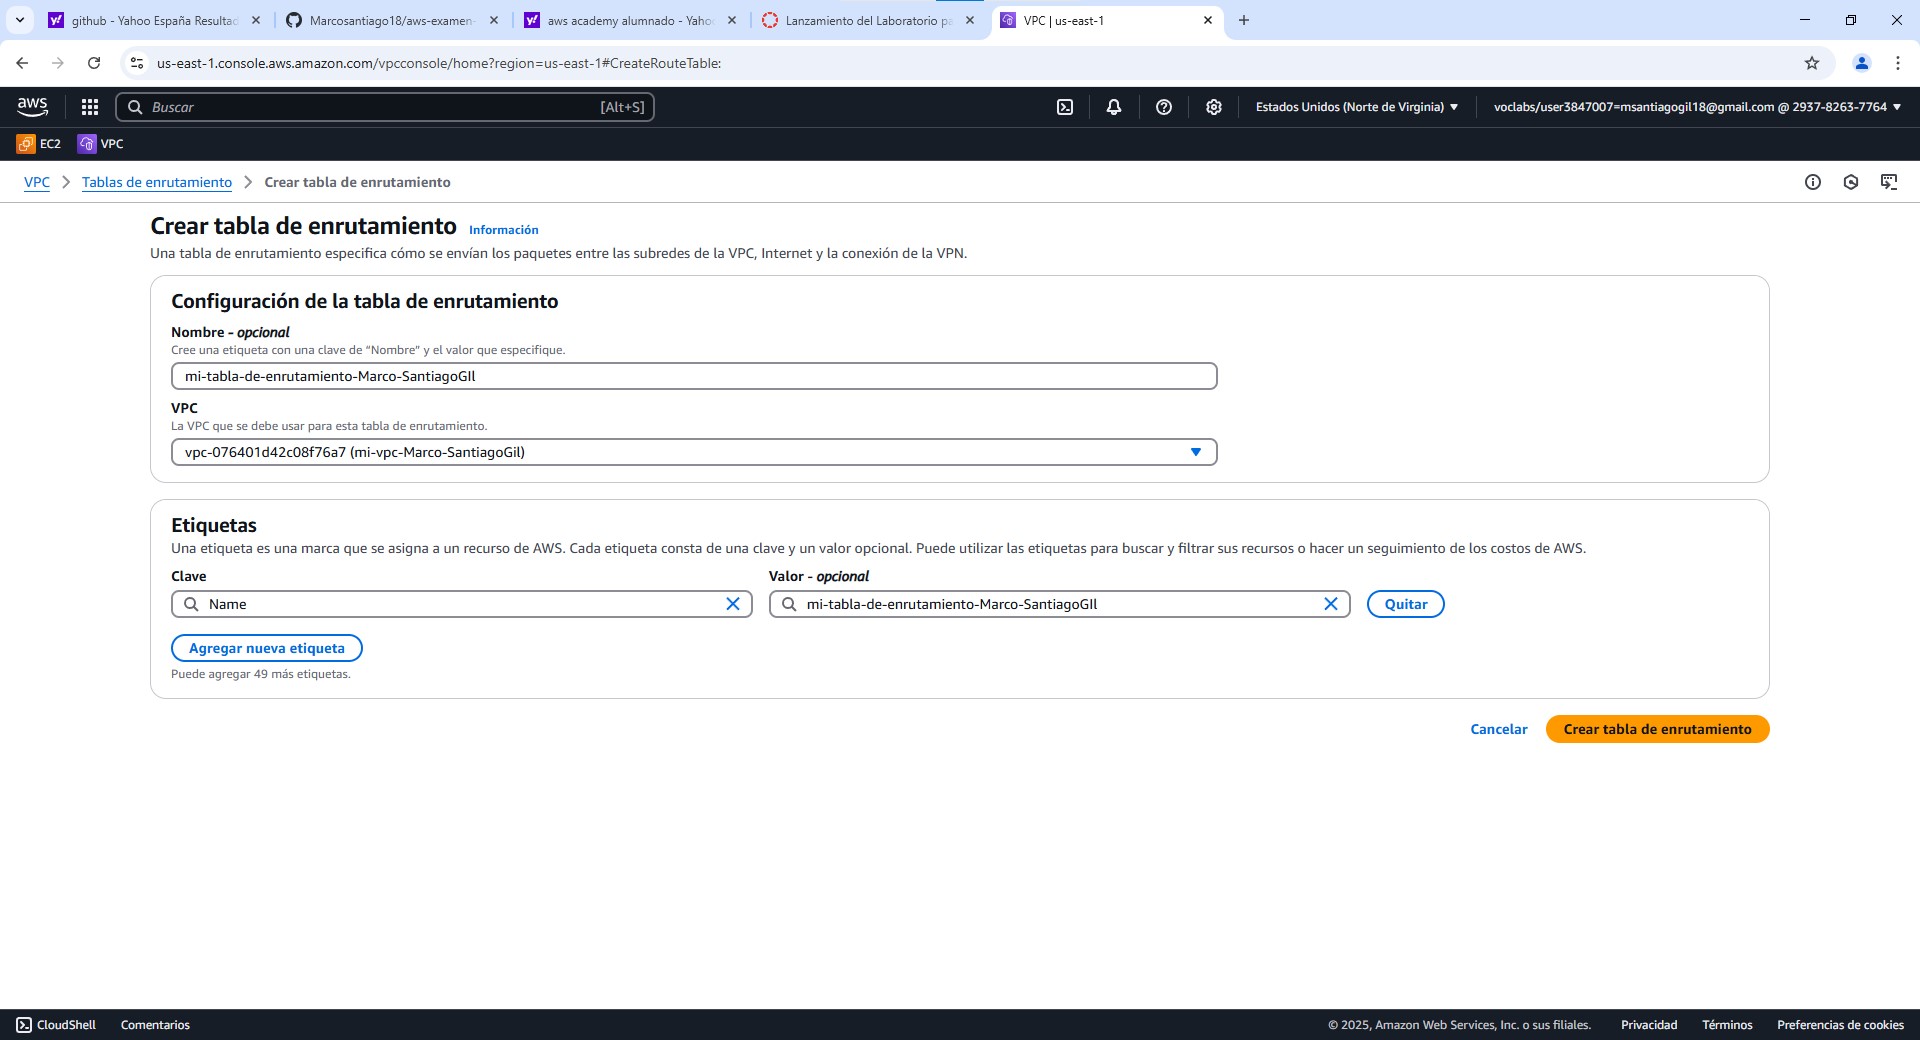 github - Yahoo España Resultad
Marcosantiago18/aws-examen-
aws academy alumnado - Yaho
Lanzamiento del Laboratorio pa
VPC | us-east-1
us-east-1.console.aws.amazon.com/vpcconsole/home?region=us-east-1#CreateRouteTable:
aws
Buscar
[Alt+S]
Estados Unidos (Norte de Virginia)
voclabs/user3847007=msantiagogil18@gmail.com @ 2937-8263-7764
EC2
VPC
VPC
Tablas de enrutamiento
Crear tabla de enrutamiento
Crear tabla de enrutamiento
Información
Una tabla de enrutamiento especifica cómo se envían los paquetes entre las subredes de la VPC, Internet y la conexión de la VPN.
Configuración de la tabla de enrutamiento
Nombre - opcional
Cree una etiqueta con una clave de “Nombre” y el valor que especifique.
mi-tabla-de-enrutamiento-Marco-SantiagoGIl
VPC
La VPC que se debe usar para esta tabla de enrutamiento.
vpc-076401d42c08f76a7 (mi-vpc-Marco-SantiagoGil)
Etiquetas
Una etiqueta es una marca que se asigna a un recurso de AWS. Cada etiqueta consta de una clave y un valor opcional. Puede utilizar las etiquetas para buscar y filtrar sus recursos o hacer un seguimiento de los costos de AWS.
Clave
Valor - opcional
Name
mi-tabla-de-enrutamiento-Marco-SantiagoGIl
Quitar
Agregar nueva etiqueta
Puede agregar 49 más etiquetas.
Cancelar
Crear tabla de enrutamiento
CloudShell
Comentarios
© 2025, Amazon Web Services, Inc. o sus filiales.
Privacidad
Términos
Preferencias de cookies